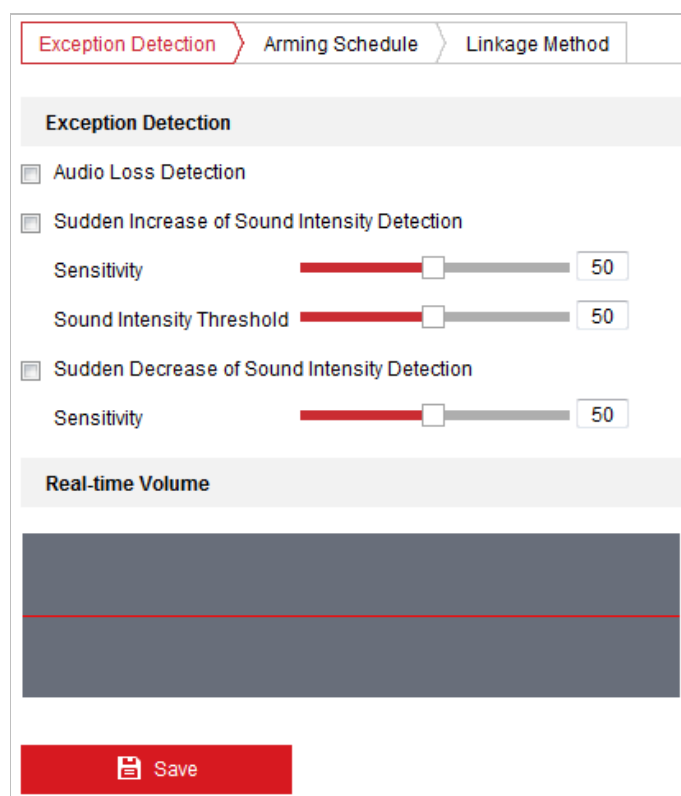 Exception Detection Arming Schedule Linkage Method
Exception Detection
Audio Loss Detection
Sudden Increase of Sound Intensity Detection
Sensitivity 50
Sound Intensity Threshold 50
Sudden Decrease of Sound Intensity Detection
Sensitivity 50
Real-time Volume
Save